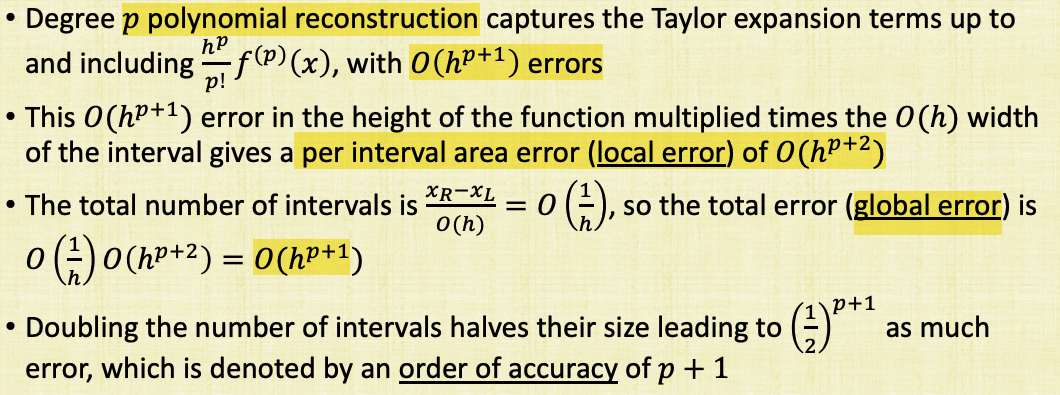 • Degree p polynomial reconstruction captures the Taylor expansion terms up to
and including \frac{h^p}{p!} f^{(p)}(x), with O(h^{p+1}) errors
• This O(h^{p+1}) error in the height of the function multiplied times the O(h) width
of the interval gives a per interval area error (local error) of O(h^{p+2})
• The total number of intervals is \frac{x_R-x_L}{O(h)} = O\left(\frac{1}{h}\right), so the total error (global error) is
O\left(\frac{1}{h}\right) O(h^{p+2}) = O(h^{p+1})
• Doubling the number of intervals halves their size leading to \left(\frac{1}{2}\right)^{p+1} as much
error, which is denoted by an order of accuracy of p + 1